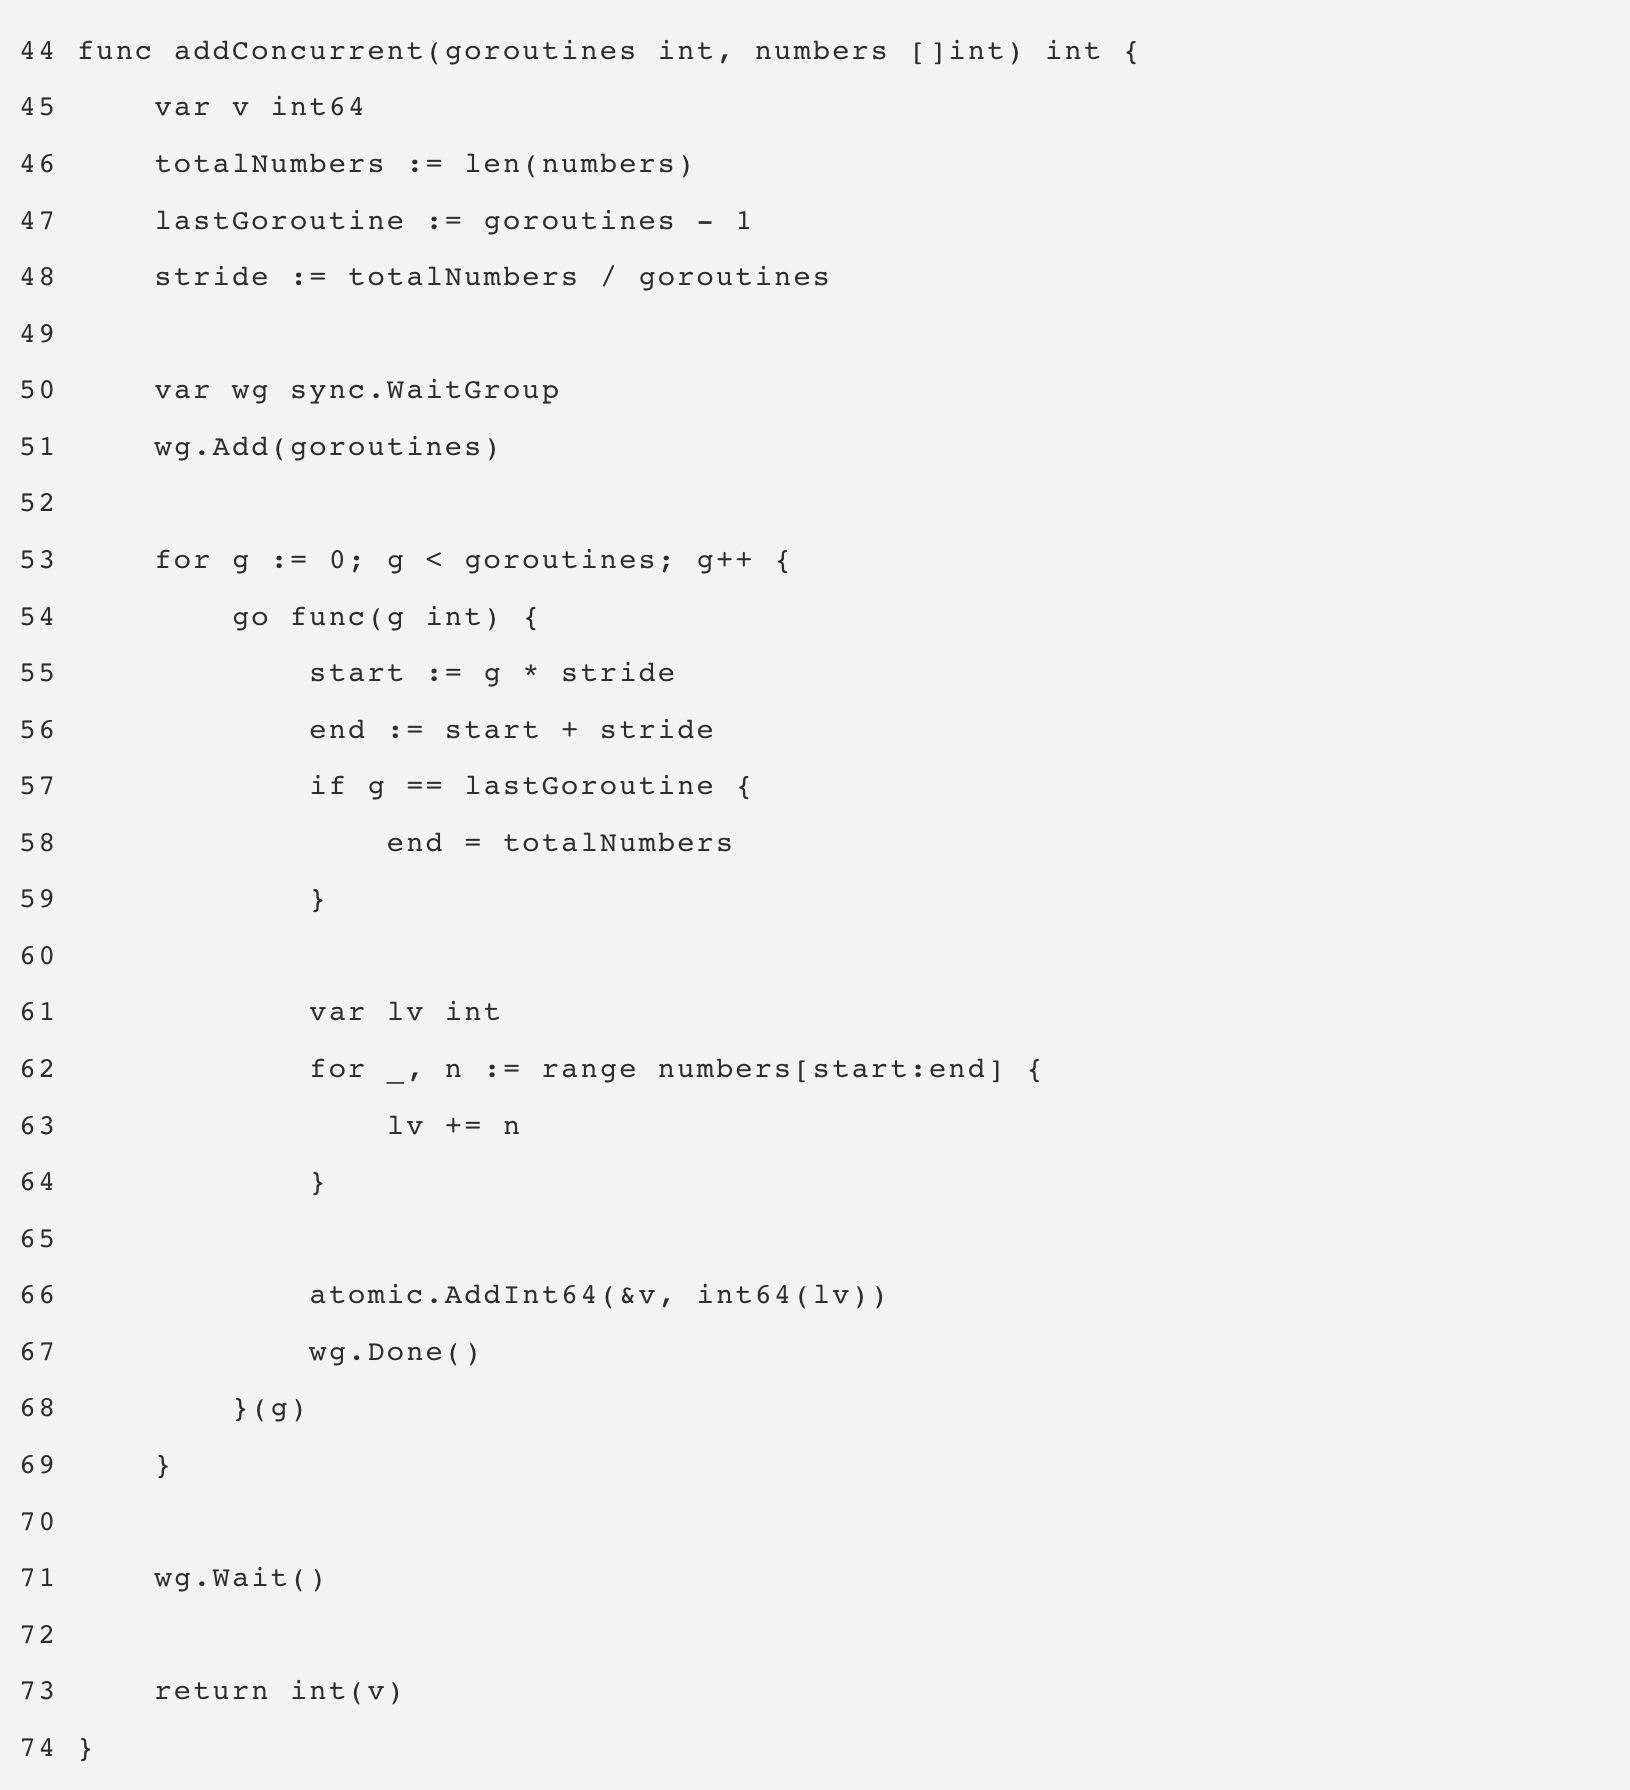 44 func addConcurrent(goroutines int, numbers []int) int {
45     var v int64
46     totalNumbers := len(numbers)
47     lastGoroutine := goroutines - 1
48     stride := totalNumbers / goroutines
49
50     var wg sync.WaitGroup
51     wg.Add(goroutines)
52
53     for g := 0; g < goroutines; g++ {
54         go func(g int) {
55             start := g * stride
56             end := start + stride
57             if g == lastGoroutine {
58                 end = totalNumbers
59             }
60
61             var lv int
62             for _, n := range numbers[start:end] {
63                 lv += n
64             }
65
66             atomic.AddInt64(&v, int64(lv))
67             wg.Done()
68         }(g)
69     }
70
71     wg.Wait()
72
73     return int(v)
74 }